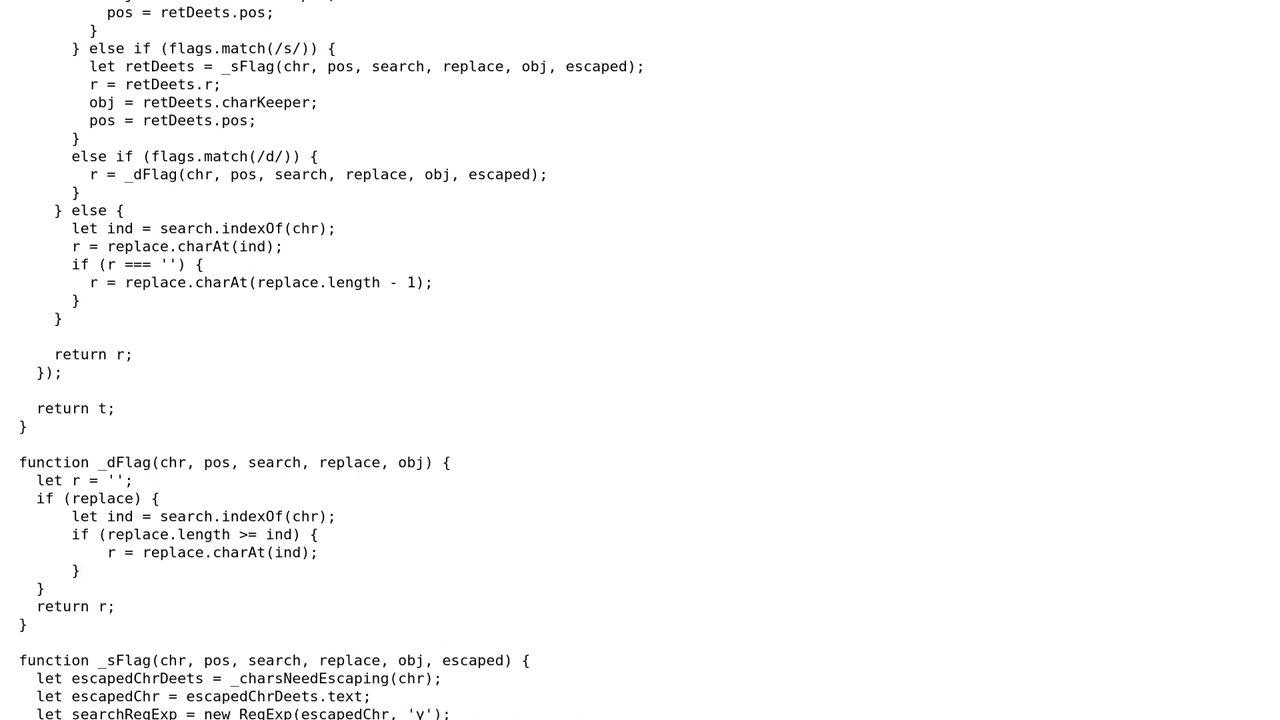 pos = retDeets.pos;
}
} else if (flags.match(/s/)) {
let retDeets = _sFlag(chr, pos, search, replace, obj, escaped);
r = retDeets.r;
obj = retDeets.charKeeper;
pos = retDeets.pos;
}
else if (flags.match(/d/)) {
r = _dFlag(chr, pos, search, replace, obj, escaped);
}
} else {
let ind = search.indexOf(chr);
r = replace.charAt(ind);
if (r === '') {
r = replace.charAt(replace.length - 1);
}
}
return r;
});
return t;
}
function _dFlag(chr, pos, search, replace, obj) {
let r = '';
if (replace) {
let ind = search.indexOf(chr);
if (replace.length >= ind) {
r = replace.charAt(ind);
}
}
return r;
}
function _sFlag(chr, pos, search, replace, obj, escaped) {
let escapedChrDeets = _charsNeedEscaping(chr);
let escapedChr = escapedChrDeets.text;
let searchRegExp = new RegExp(escapedChr, 'y');